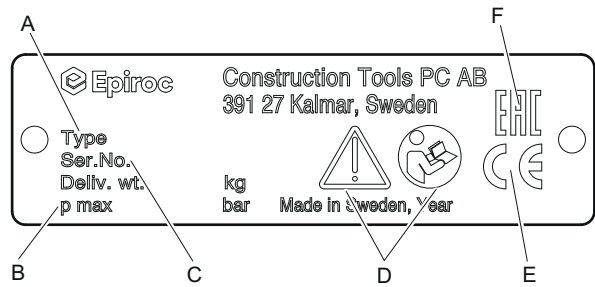 A
F
Epiroc
Construction Tools PC AB
391 27 Kalmar, Sweden
EAC
Type
Ser.No.
Deliv. wt. kg
p max bar Made in Sweden, Year
CE
B
C
D
E